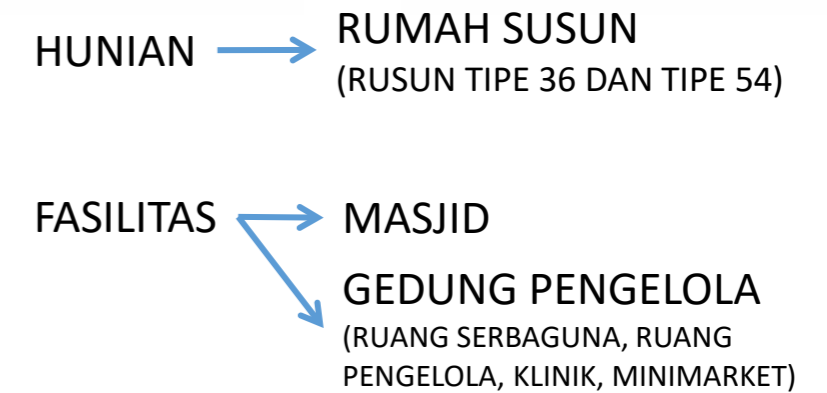 HUNIAN
RUMAH SUSUN
(RUSUN TIPE 36 DAN TIPE 54)
FASILITAS
MASJID
GEDUNG PENGELOLA
(RUANG SERBAGUNA, RUANG
PENGELOLA, KLINIK, MINIMARKET)